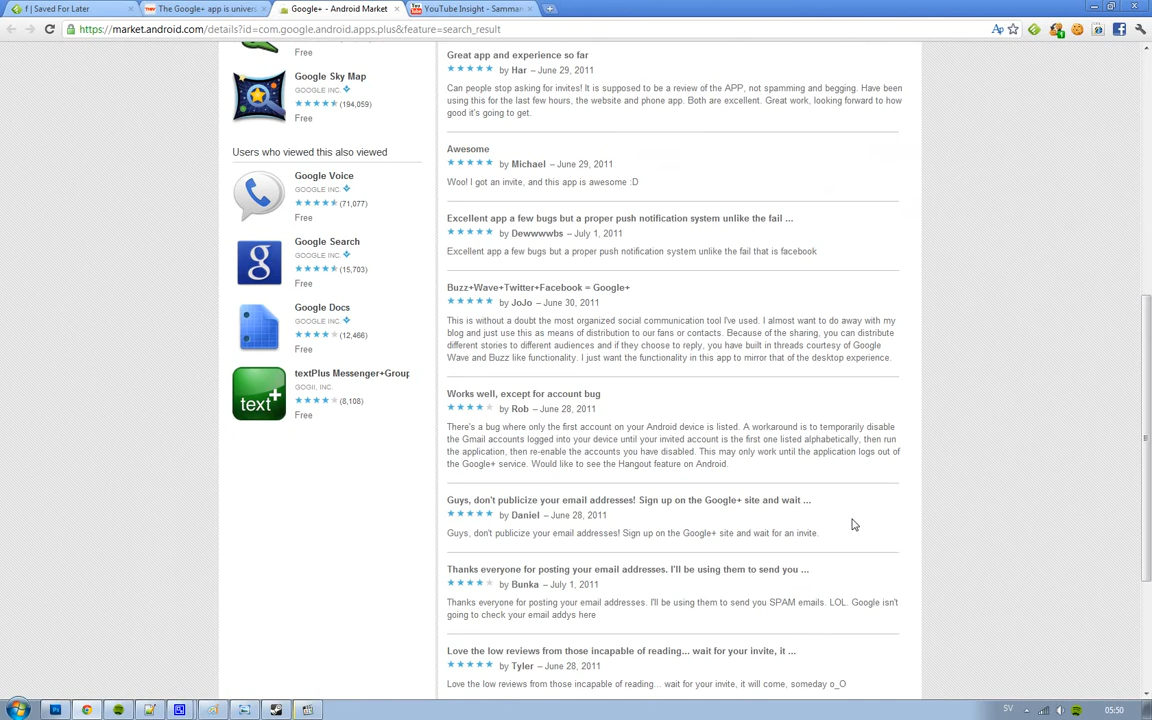 f | Saved For Later
The Google+ app is univers
Google+ - Android Market
YouTube Insight - Samman
https://market.android.com/details?id=com.google.android.apps.plus&feature=search_result
Free
Google Sky Map
GOOGLE INC.
(194,059)
Free
Users who viewed this also viewed
Google Voice
GOOGLE INC.
(71,077)
Free
Google Search
GOOGLE INC.
(15,703)
Free
Google Docs
GOOGLE INC.
(12,466)
Free
text+
textPlus Messenger+Group
GOGII, INC.
(8,108)
Free
Great app and experience so far
by Har – June 29, 2011
Can people stop asking for invites! It is supposed to be a review of the APP, not spamming and begging. Have been
using this for the last few hours, the website and phone app. Both are excellent. Great work, looking forward to how
good it's going to get.
Awesome
by Michael – June 29, 2011
Woo! I got an invite, and this app is awesome :D
Excellent app a few bugs but a proper push notification system unlike the fail ...
by Dewwwwbs – July 1, 2011
Excellent app a few bugs but a proper push notification system unlike the fail that is facebook
Buzz+Wave+Twitter+Facebook = Google+
by JoJo – June 30, 2011
This is without a doubt the most organized social communication tool I've used. I almost want to do away with my
blog and just use this as means of distribution to our fans or contacts. Because of the sharing, you can distribute
different stories to different audiences and if they choose to reply, you have built in threads courtesy of Google
Wave and Buzz like functionality. I just want the functionality in this app to mirror that of the desktop experience.
Works well, except for account bug
by Rob – June 28, 2011
There's a bug where only the first account on your Android device is listed. A workaround is to temporarily disable
the Gmail accounts logged into your device until your invited account is the first one listed alphabetically, then run
the application, then re-enable the accounts you have disabled. This may only work until the application logs out of
the Google+ service. Would like to see the Hangout feature on Android.
Guys, don't publicize your email addresses! Sign up on the Google+ site and wait ...
by Daniel – June 28, 2011
Guys, don't publicize your email addresses! Sign up on the Google+ site and wait for an invite.
Thanks everyone for posting your email addresses. I'll be using them to send you ...
by Bunka – July 1, 2011
Thanks everyone for posting your email addresses. I'll be using them to send you SPAM emails. LOL. Google isn't
going to check your email addys here
Love the low reviews from those incapable of reading... wait for your invite, it ...
by Tyler – June 28, 2011
Love the low reviews from those incapable of reading... wait for your invite, it will come, someday o_O
SV
05:50